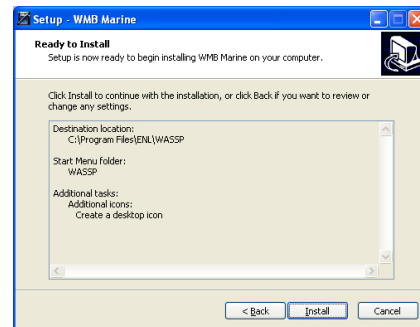 Setup - WMB Marine
Ready to Install
Setup is now ready to begin installing WMB Marine on your computer.
Click Install to continue with the installation, or click Back if you want to review or
change any settings.
Destination location:
C:\Program Files\ENL\WASSP
Start Menu folder:
WASSP
Additional tasks:
Additional icons:
Create a desktop icon
< Back
Install
Cancel